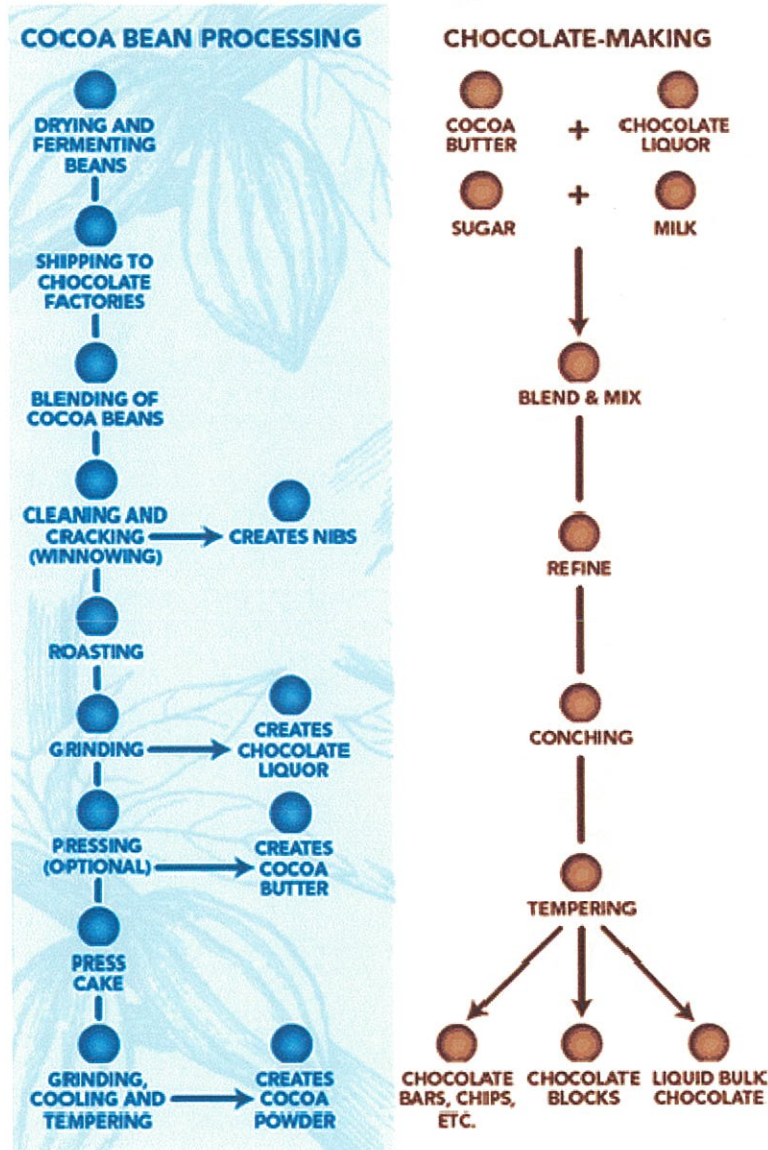 COCOA BEAN PROCESSING
DRYING AND
FERMENTING
BEANS
SHIPPING TO
CHOCOLATE
FACTORIES
BLENDING OF
COCOA BEANS
CLEANING AND
CRACKING
(WINNOWING)
CREATES NIBS
ROASTING
GRINDING
CREATES
CHOCOLATE
LIQUOR
PRESSING
(OPTIONAL)
CREATES
COCOA
BUTTER
PRESS
CAKE
GRINDING,
COOLING AND
TEMPERING
CREATES
COCOA
POWDER
CHOCOLATE-MAKING
COCOA
BUTTER
+
CHOCOLATE
LIQUOR
SUGAR
+
MILK
BLEND & MIX
REFINE
CONCHING
TEMPERING
CHOCOLATE
BARS, CHIPS,
ETC.
CHOCOLATE
BLOCKS
LIQUID BULK
CHOCOLATE